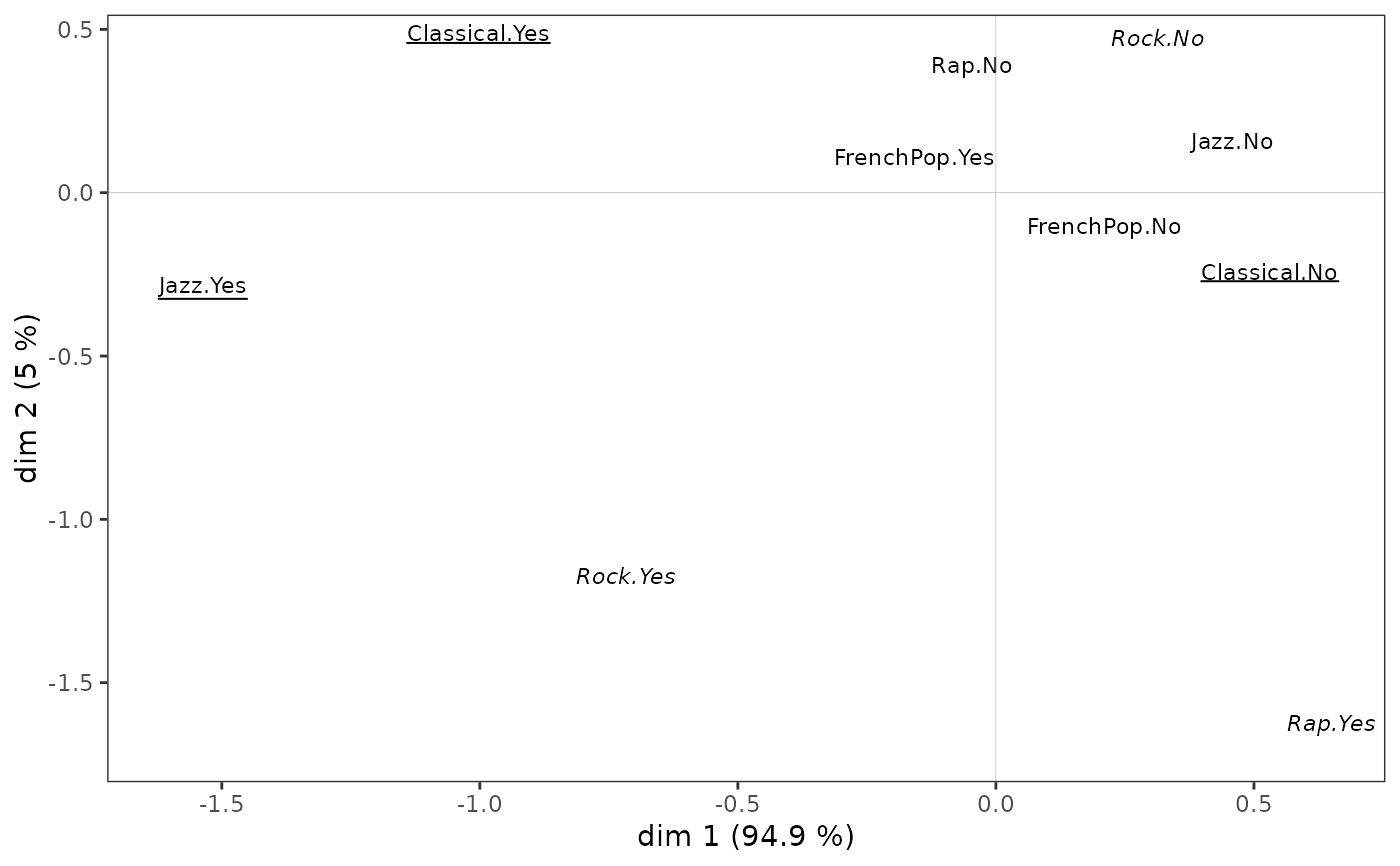 0.5
Classical.Yes
Rock.No
Rap.No
Jazz.No
FrenchPop.Yes
0.0
FrenchPop.No
Classical.No
Jazz.Yes
-0.5
dim 2 (5 %)
-1.0
Rock.Yes
-1.5
Rap.Yes
-1.5 -1.0 -0.5 0.0 0.5
dim 1 (94.9 %)